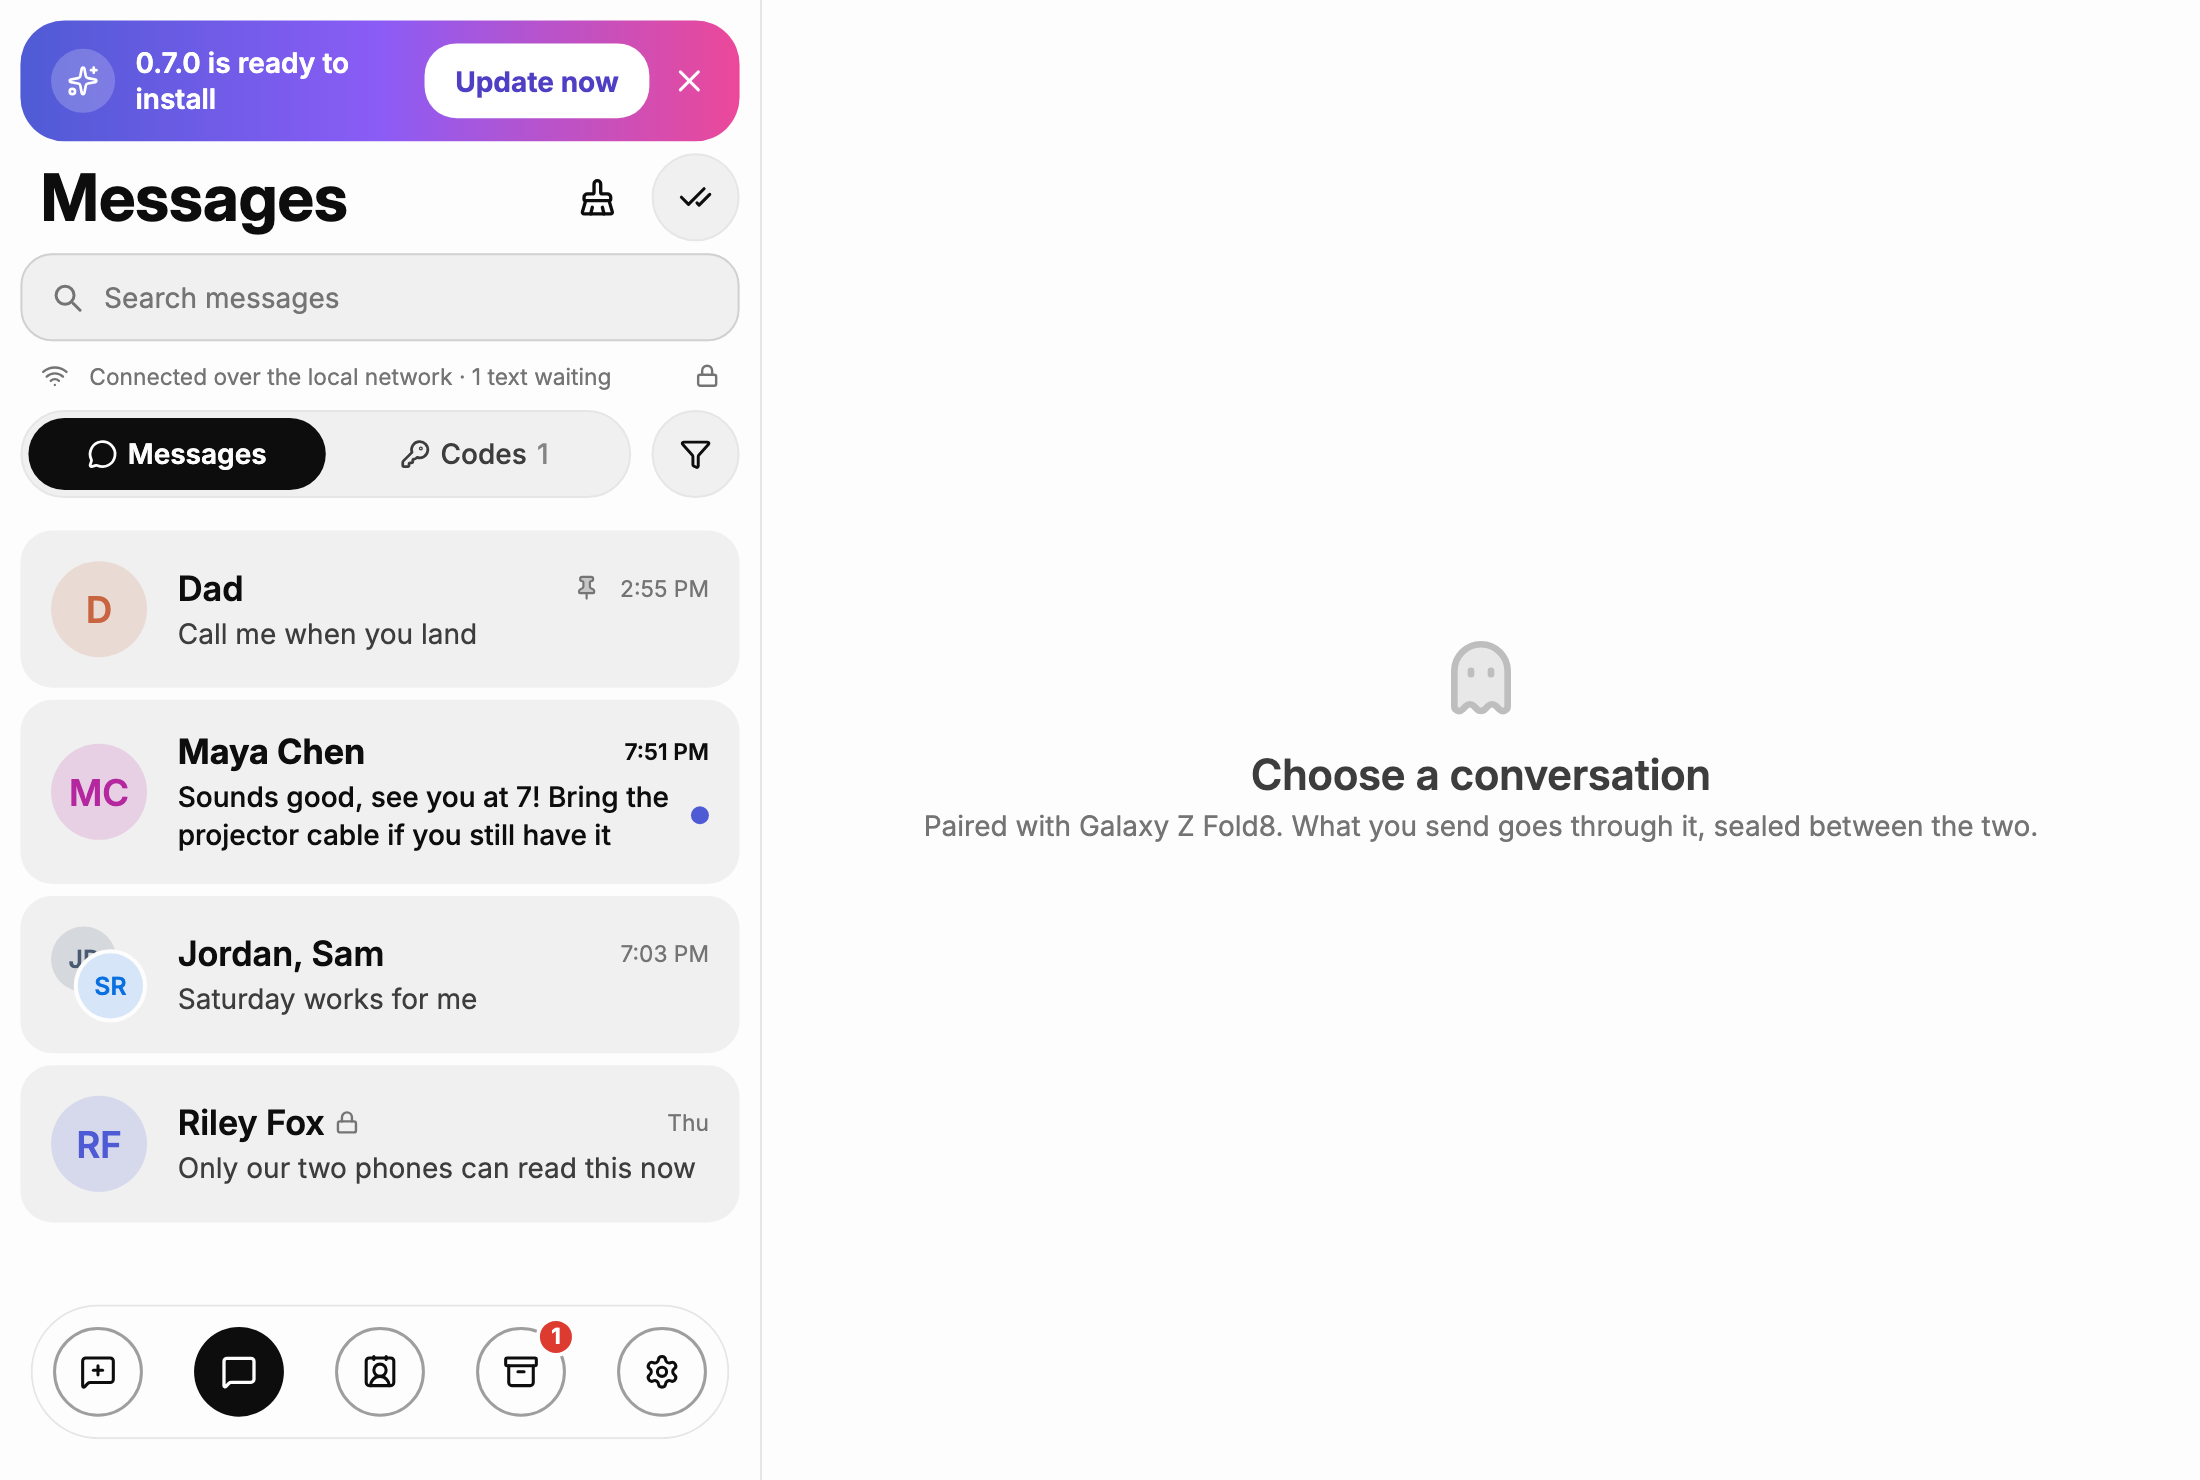 0.7.0 is ready to
install
Update now
Messages
Search messages
Connected over the local network · 1 text waiting
Messages
Codes 1
D
Dad
2:55 PM
Call me when you land
MC
Maya Chen
7:51 PM
Sounds good, see you at 7! Bring the
projector cable if you still have it
SR
Jordan, Sam
7:03 PM
Saturday works for me
RF
Riley Fox
Thu
Only our two phones can read this now
1
Choose a conversation
Paired with Galaxy Z Fold8. What you send goes through it, sealed between the two.